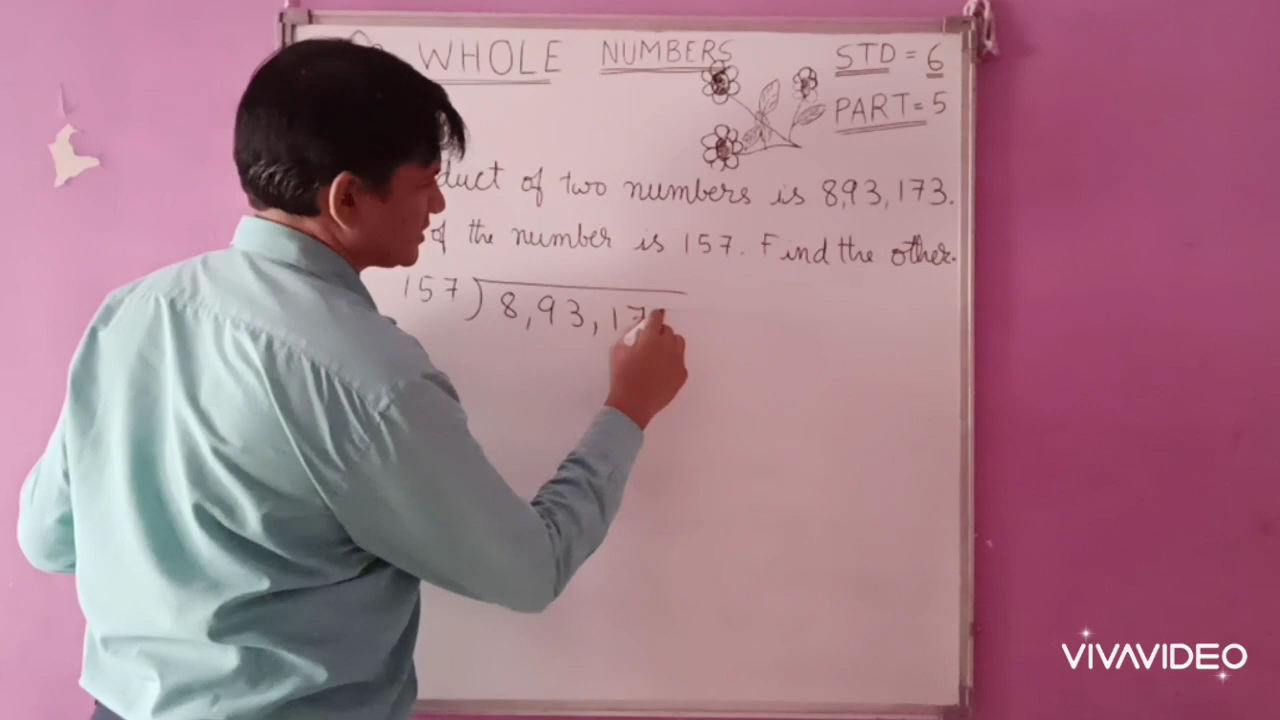 WHOLE NUMBERS
STD = 6
PART = 5
duct of two numbers is 8,93,173.
of the number is 157. Find the other.
157) 8,93,17
VIVAVIDEO